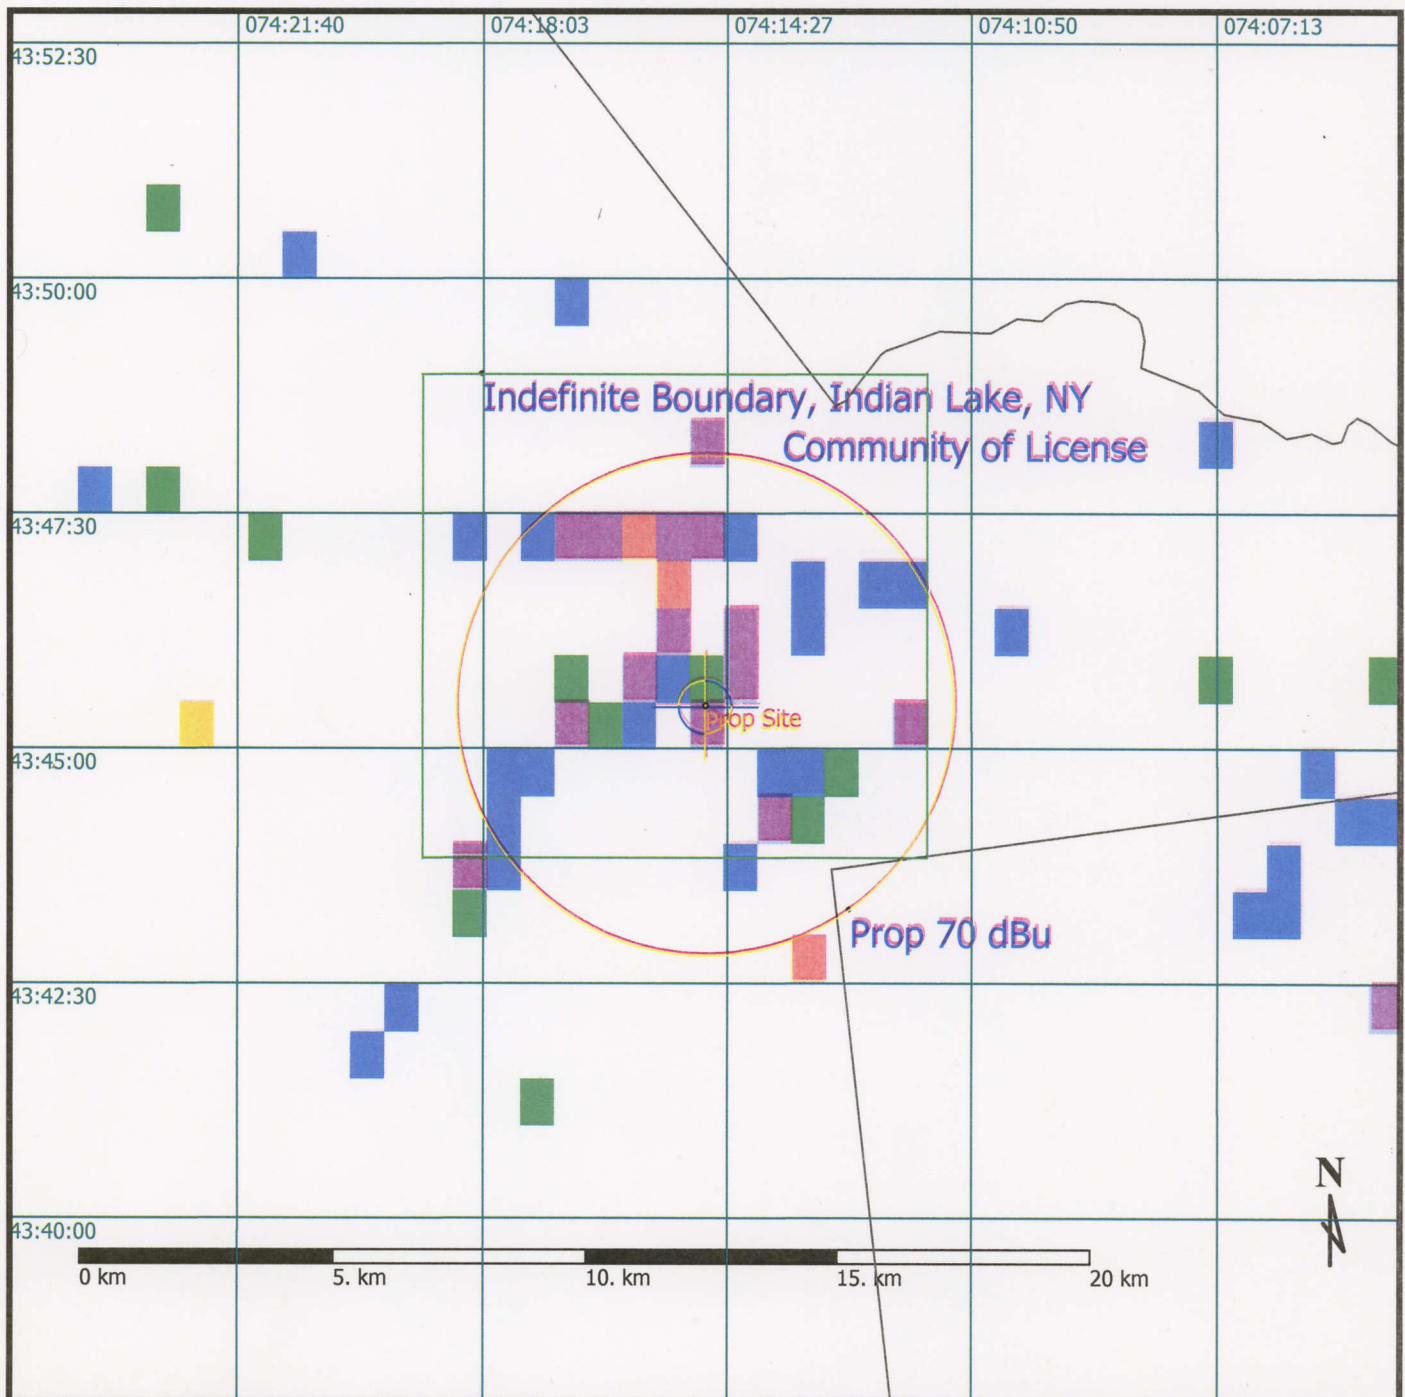 074:21:40 074:18:03 074:14:27 074:10:50 074:07:13
43:52:30
43:50:00
Indefinite Boundary, Indian Lake, NY
Community of License
43:47:30
Prop Site
43:45:00
Prop 70 dBu
43:42:30
N
43:40:00
0 km 5. km 10. km 15. km 20 km